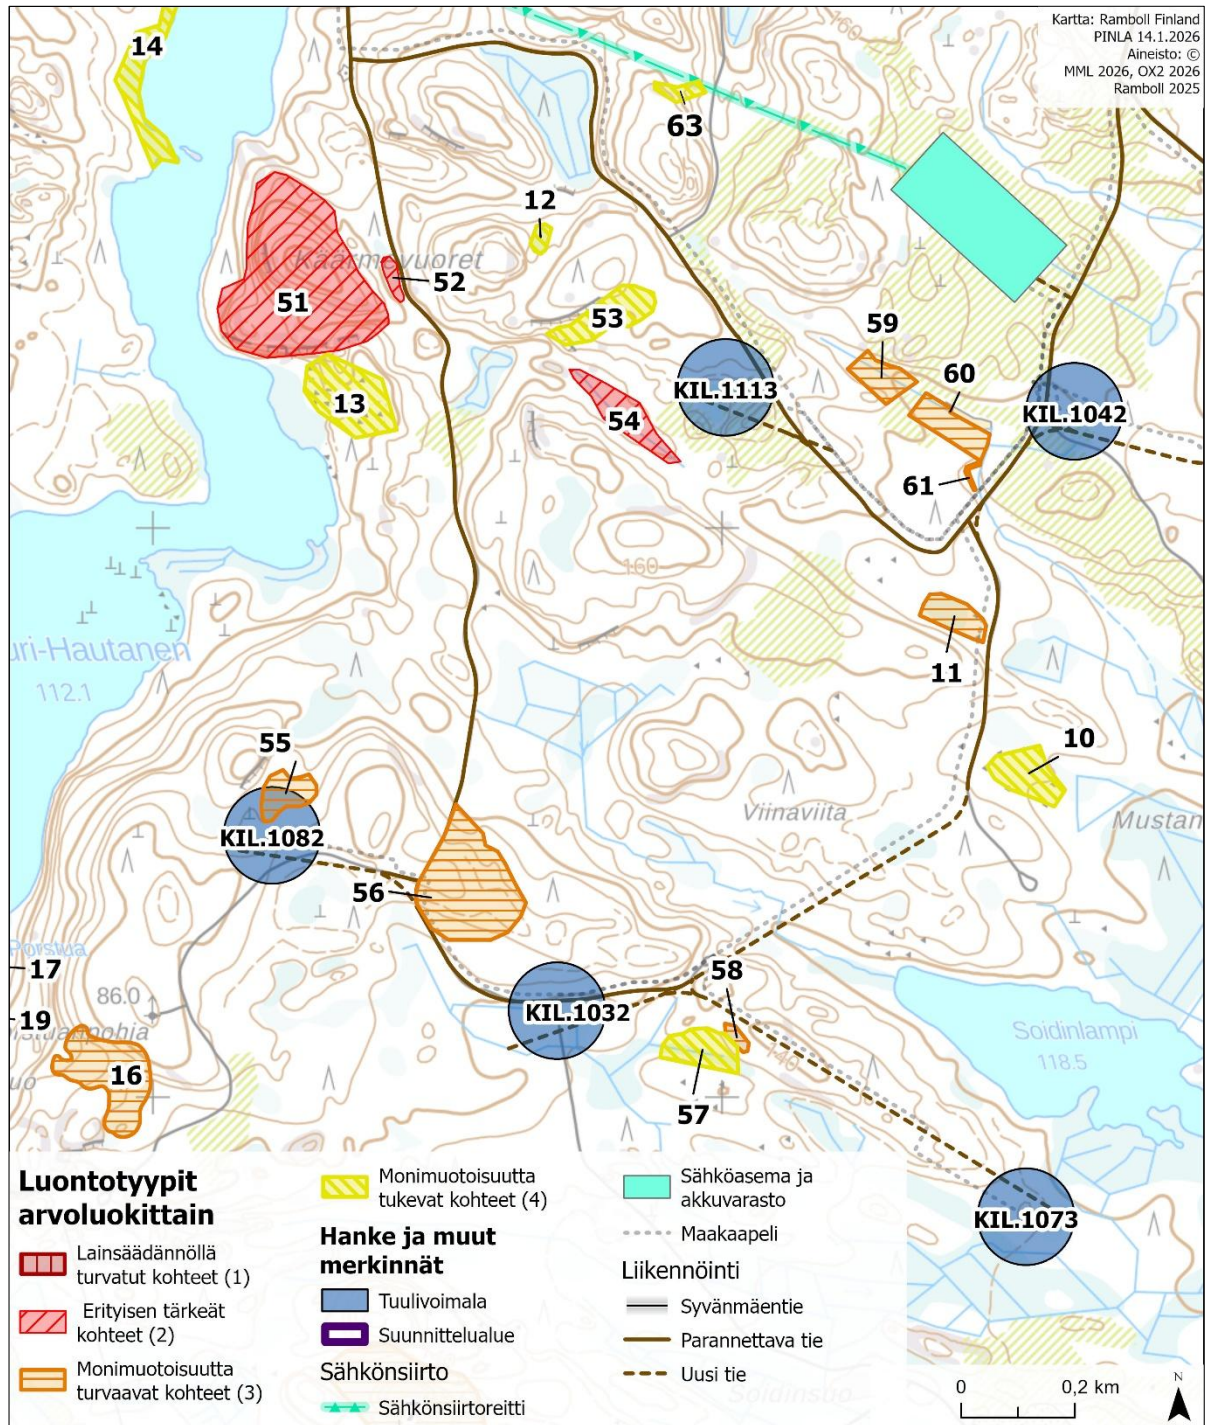 Kartta: Ramboll Finland
PINLA 14.1.2026
Aineisto: ©
MML 2026, OX2 2026
Ramboll 2025
160
14
63
12
Käärmevuoret
52
51
53
59
60
KIL.1113
KIL.1042
13
54
61
160
uri-Hautanen
112.1
11
10
55
Viinaviita
Mustan
KIL.1082
56
Porstua
17
58
86.0
19
KIL.1032
Soidinlampi
118.5
140
16
57
KIL.1073
Luontotyypit
arvoluokittain
Lainsäädännöllä
turvatut kohteet (1)
Erityisen tärkeät
kohteet (2)
Monimuotoisuutta
turvaavat kohteet (3)
Monimuotoisuutta
tukevat kohteet (4)
Hanke ja muut
merkinnät
Tuulivoimala
Suunnittelualue
Sähkönsiirto
Sähkönsiirtoreitti
Sähköasema ja
akkuvarasto
Maakaapeli
Liikennöinti
Syvänmäentie
Parannettava tie
Uusi tie
0 0,2 km
N